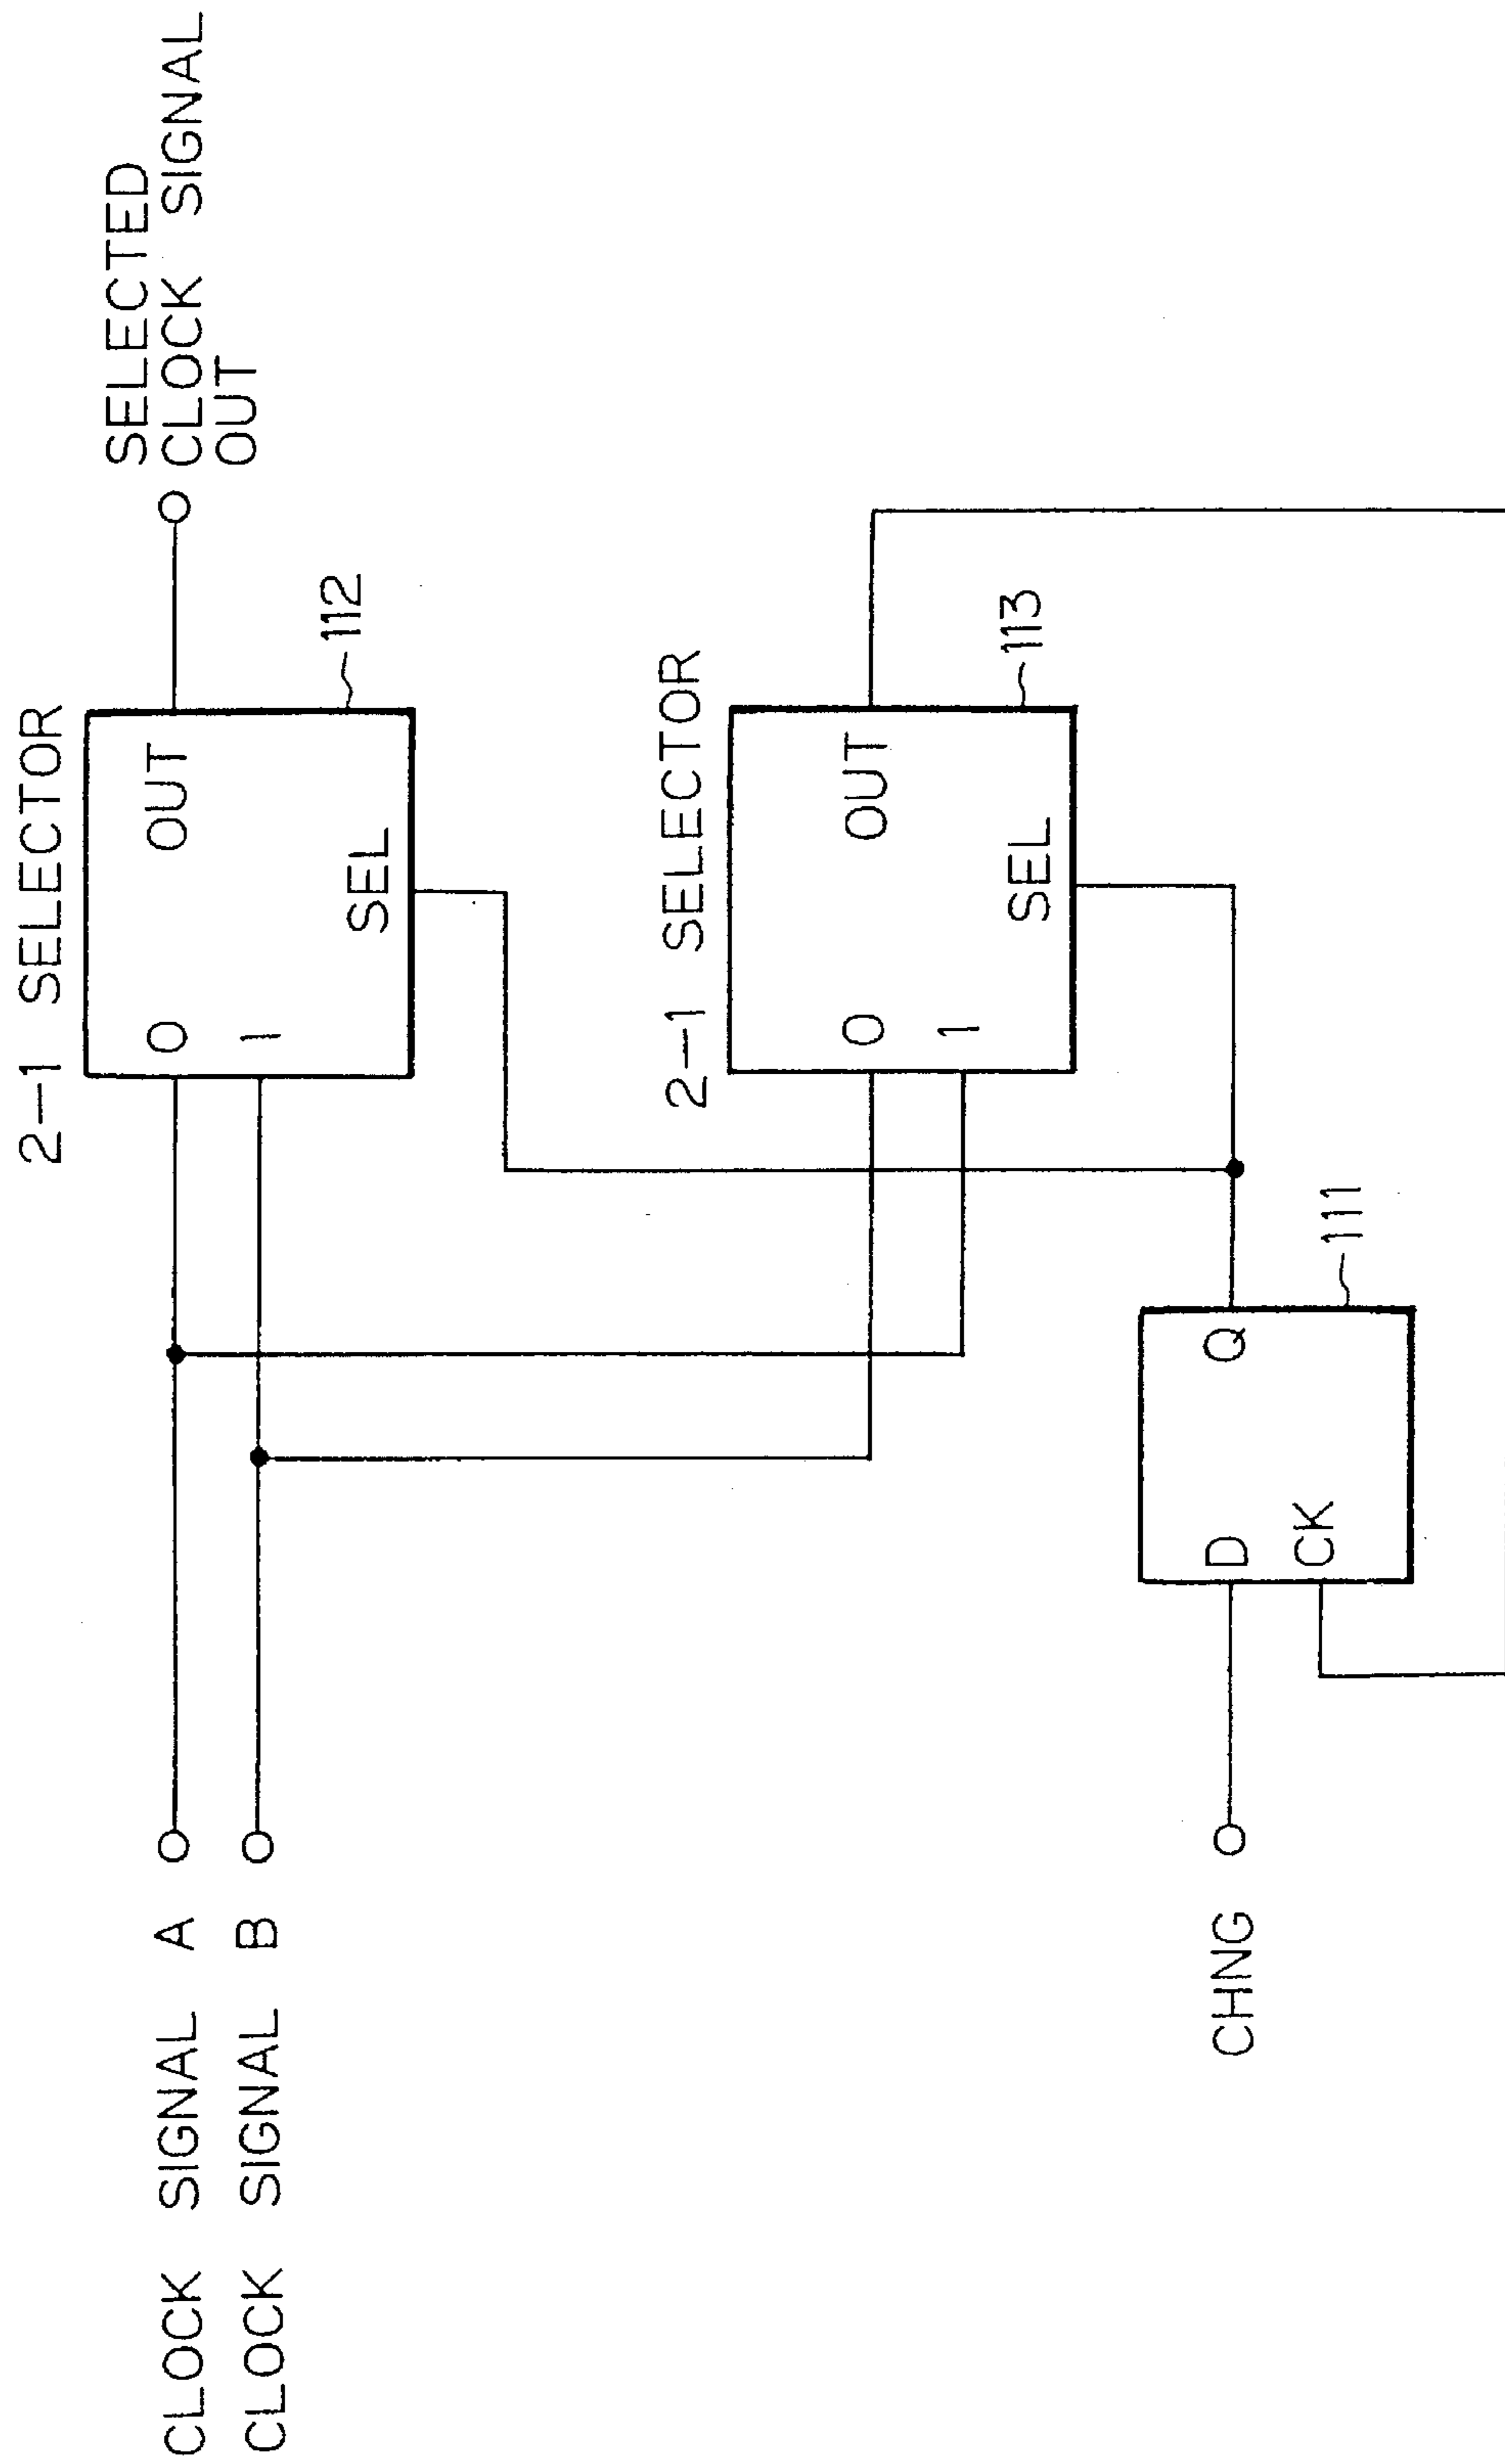 2-1 SELECTOR
SELECTED
CLOCK SIGNAL
OUT
CLOCK SIGNAL A
CLOCK SIGNAL B
0 OUT
1
SEL
112
2-1 SELECTOR
0 OUT
1
SEL
113
CHNG
D Q
CK
111